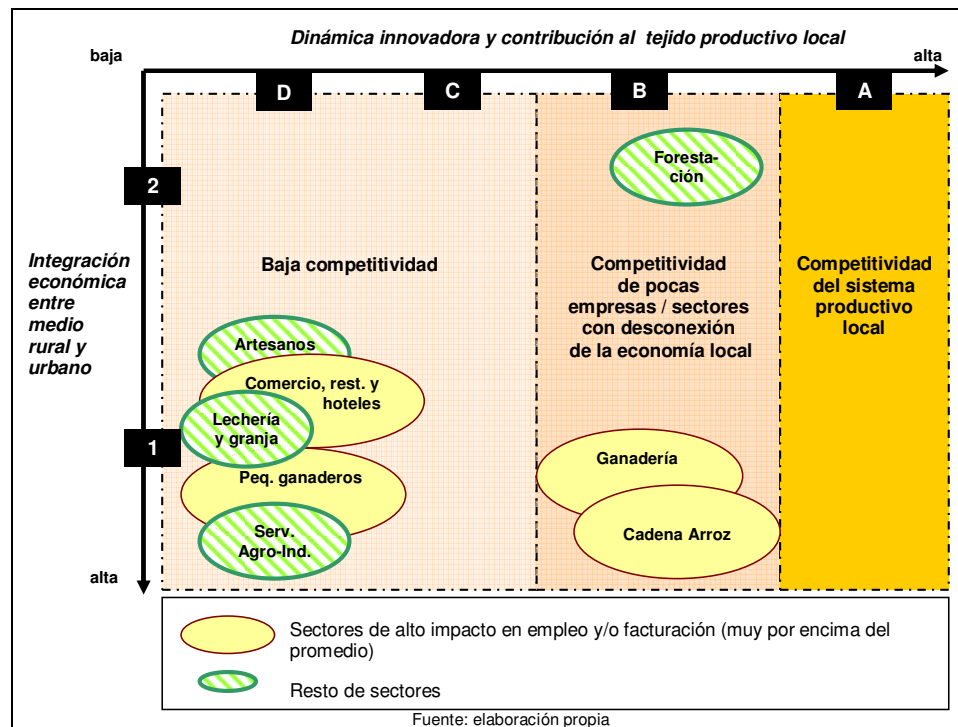 Dinámica innovadora y contribución al tejido productivo local
baja
alta
D
C
B
A
Foresta-
ción
2
Integración
económica
entre
medio
rural y
urbano
Baja competitividad
Competitividad
de pocas
empresas / sectores
con desconexión
de la economía local
Competitividad
del sistema
productivo
local
Artesanos
Comercio, rest. y
hoteles
Lechería
y granja
1
Ganadería
Peq. ganaderos
Cadena Arroz
Serv.
Agro-Ind.
alta
Sectores de alto impacto en empleo y/o facturación (muy por encima del
promedio)
Resto de sectores
Fuente: elaboración propia